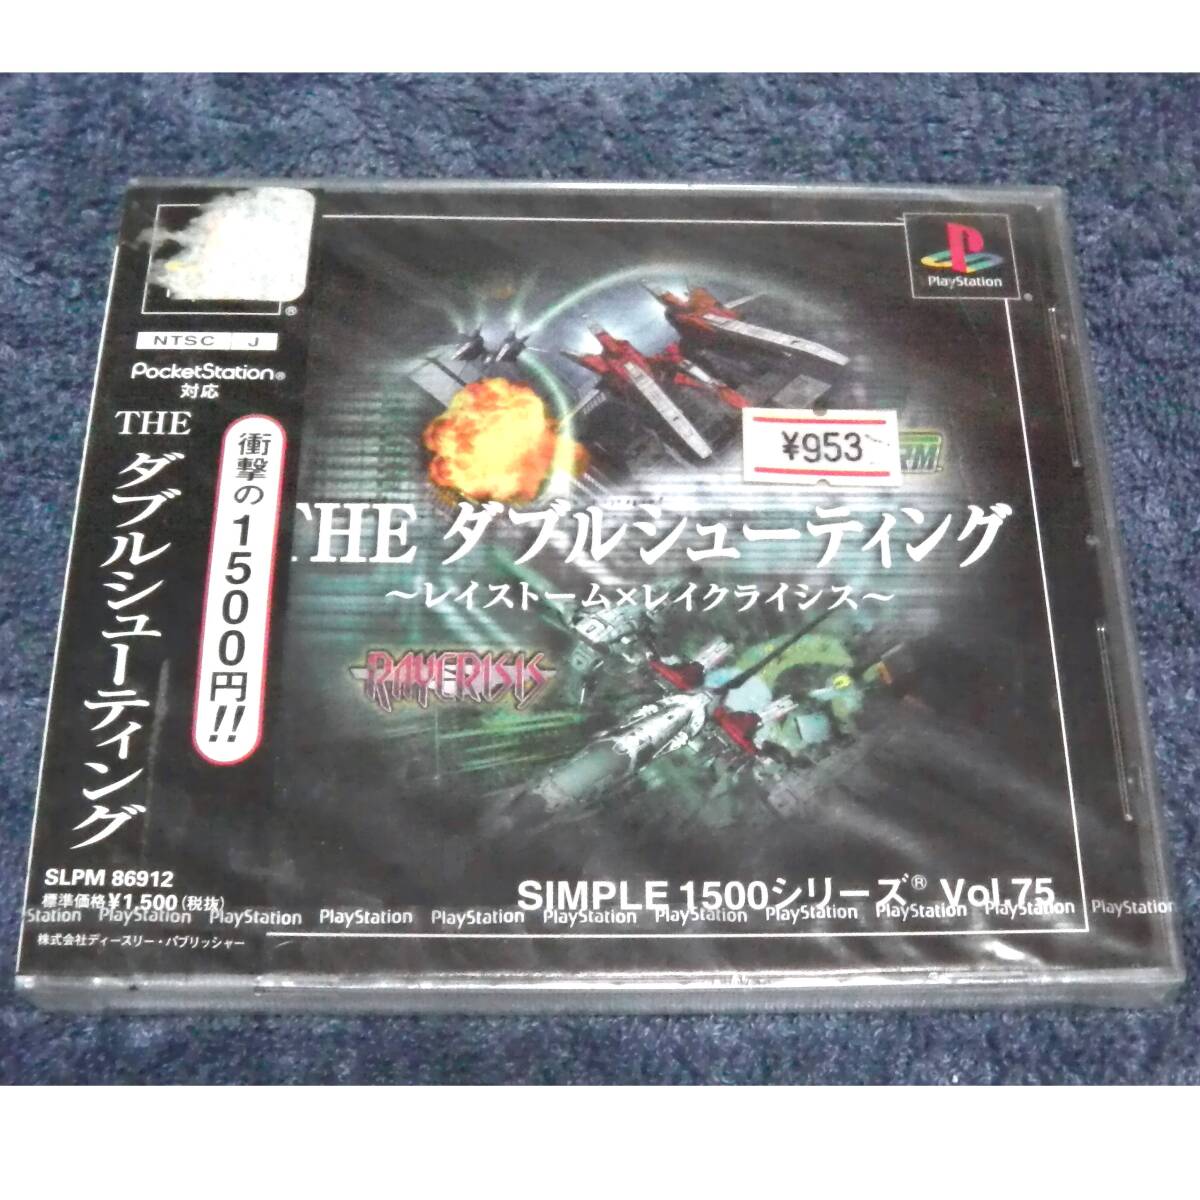 NTSC J
PocketStation®
対応
THE ダブルシューティング
衝撃の1500円!!
SLPM 86912
標準価格¥1,500(税抜)
株式会社ディースリー・パブリッシャー
PlayStation
®
¥953
RM
THE ダブルシューティング
～レイストーム×レイクライシス～
RAYCRISIS
SIMPLE 1500シリーズ® Vol.75
Station PlayStation PlayStation PlayStation PlayStation PlayStation PlayStation PlayStation PlayStation PlayStation PlayStation